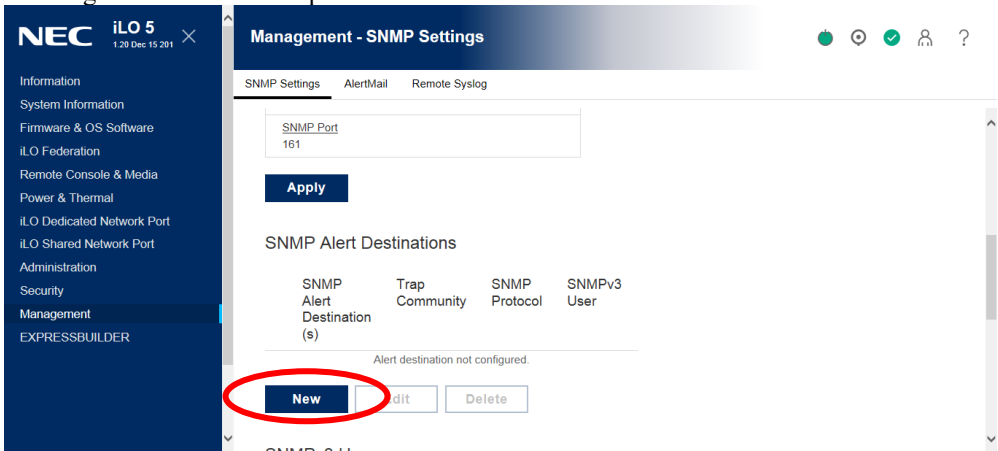 NEC
iLO 5
1.20 Dec 15 201
Management - SNMP Settings
?
SNMP Settings AlertMail Remote Syslog
Information
System Information
Firmware & OS Software
iLO Federation
Remote Console & Media
Power & Thermal
iLO Dedicated Network Port
iLO Shared Network Port
Administration
Security
Management
EXPRESSBUILDER
SNMP Port
161
Apply
SNMP Alert Destinations
SNMP Alert Destination (s)
Trap Community
SNMP Protocol
SNMPv3 User
Alert destination not configured.
New
Delete